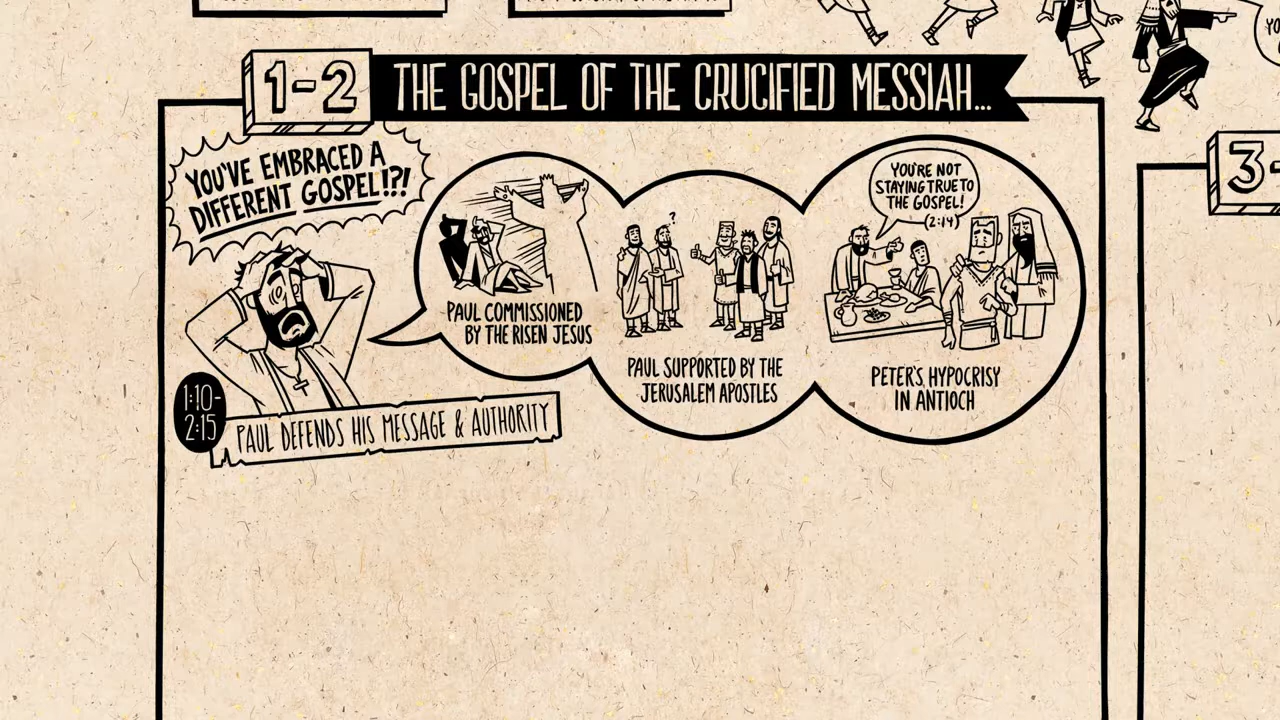 1-2
THE GOSPEL OF THE CRUCIFIED MESSIAH...
YOU'VE EMBRACED A
DIFFERENT GOSPEL!?!
PAUL COMMISSIONED
BY THE RISEN JESUS
?
PAUL SUPPORTED BY THE
JERUSALEM APOSTLES
YOU'RE NOT
STAYING TRUE TO
THE GOSPEL!
(2:14)
PETER'S HYPOCRISY
IN ANTIOCH
1:10-
2:15
PAUL DEFENDS HIS MESSAGE & AUTHORITY
3-